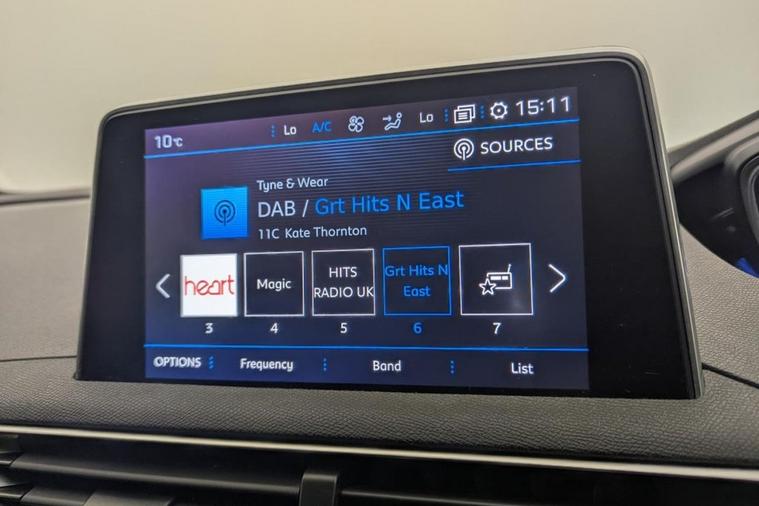 10°C Lo A/C Lo 15:11
SOURCES
Tyne & Wear
DAB / Grt Hits N East
11C Kate Thornton
heart
Magic
HITS
RADIO UK
Grt Hits N
East
3 4 5 6 7
OPTIONS Frequency Band List